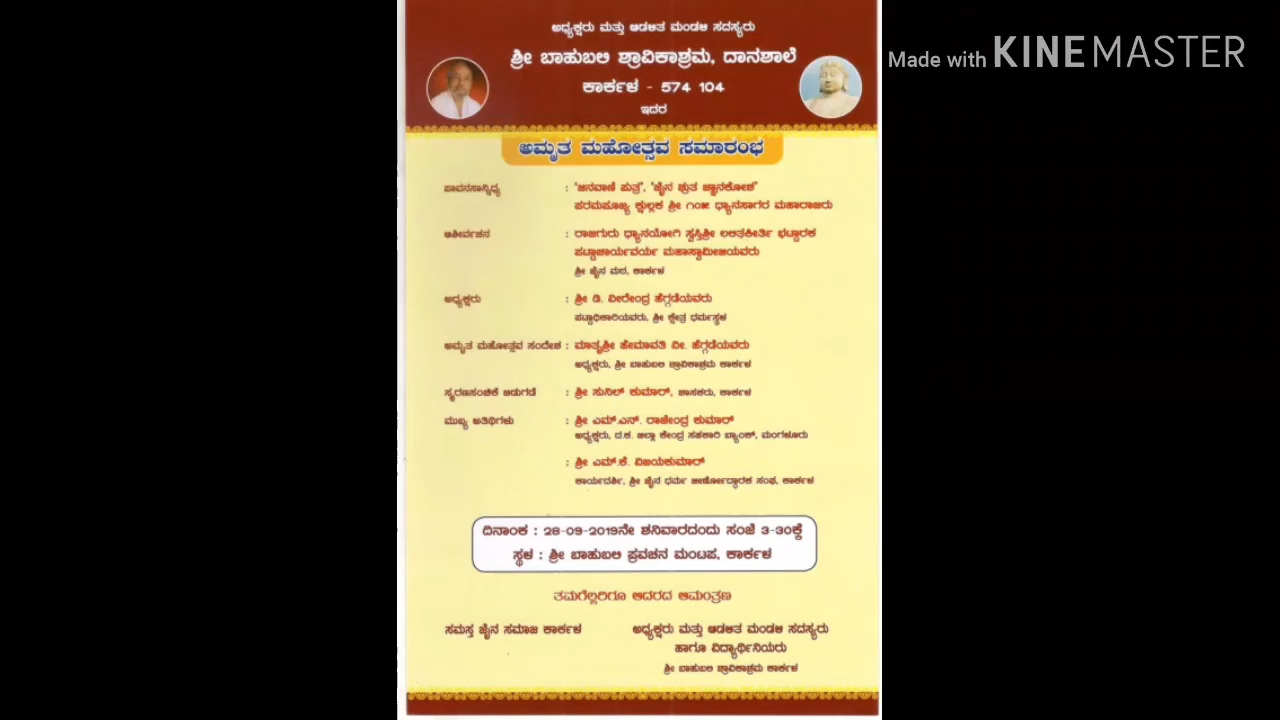 ಅಧ್ಯಕ್ಷರು ಮತ್ತು ಆಡಳಿತ ಮಂಡಳಿ ಸದಸ್ಯರು
ಶ್ರೀ ಬಾಹುಬಲಿ ಶ್ರಾವಿಕಾಶ್ರಮ, ದಾನಶಾಲೆ
ಕಾರ್ಕಳ - 574 104
ಇದರ
Made with KINEMASTER
ಅಮೃತ ಮಹೋತ್ಸವ ಸಮಾರಂಭ
ಪಾವನಸಾನ್ನಿಧ್ಯ : 'ಜಿನವಾಣಿ ಪುತ್ರ', 'ಜೈನ ಶ್ರುತ ಜ್ಞಾನಕೋಶ'
ಪರಮಪೂಜ್ಯ ಕ್ಷುಲ್ಲಕ ಶ್ರೀ ೧೦೫ ಧ್ಯಾನಸಾಗರ ಮಹಾರಾಜರು
ಆಶೀರ್ವಚನ : ರಾಜಗುರು ಧ್ಯಾನಯೋಗಿ ಸ್ವಸ್ತಿಶ್ರೀ ಲಲಿತಕೀರ್ತಿ ಭಟ್ಟಾರಕ
ಪಟ್ಟಾಚಾರ್ಯವರ್ಯ ಮಹಾಸ್ವಾಮೀಜಿಯವರು
ಶ್ರೀ ಜೈನ ಮಠ, ಕಾರ್ಕಳ
ಅಧ್ಯಕ್ಷರು : ಶ್ರೀ ಡಿ. ವೀರೇಂದ್ರ ಹೆಗ್ಗಡೆಯವರು
ಪಟ್ಟಾಧಿಕಾರಿಯವರು, ಶ್ರೀ ಕ್ಷೇತ್ರ ಧರ್ಮಸ್ಥಳ
ಅಮೃತ ಮಹೋತ್ಸವ ಸಂದೇಶ : ಮಾತೃಶ್ರೀ ಹೇಮಾವತಿ ವೀ. ಹೆಗ್ಗಡೆಯವರು
ಅಧ್ಯಕ್ಷರು, ಶ್ರೀ ಬಾಹುಬಲಿ ಶ್ರಾವಿಕಾಶ್ರಮ ಕಾರ್ಕಳ
ಸ್ಮರಣಸಂಚಿಕೆ ಬಿಡುಗಡೆ : ಶ್ರೀ ಸುನಿಲ್ ಕುಮಾರ್, ಶಾಸಕರು, ಕಾರ್ಕಳ
ಮುಖ್ಯ ಅತಿಥಿಗಳು : ಶ್ರೀ ಎಮ್.ಎನ್. ರಾಜೇಂದ್ರ ಕುಮಾರ್
ಅಧ್ಯಕ್ಷರು, ದ.ಕ. ಜಿಲ್ಲಾ ಕೇಂದ್ರ ಸಹಕಾರಿ ಬ್ಯಾಂಕ್, ಮಂಗಳೂರು
: ಶ್ರೀ ಎಮ್.ಕೆ. ವಿಜಯಕುಮಾರ್
ಕಾರ್ಯದರ್ಶಿ, ಶ್ರೀ ಜೈನ ಧರ್ಮ ಜೀರ್ಣೋದ್ಧಾರಕ ಸಂಘ, ಕಾರ್ಕಳ
ದಿನಾಂಕ : 28-09-2019ನೇ ಶನಿವಾರದಂದು ಸಂಜೆ 3-30ಕ್ಕೆ
ಸ್ಥಳ : ಶ್ರೀ ಬಾಹುಬಲಿ ಪ್ರವಚನ ಮಂಟಪ, ಕಾರ್ಕಳ
ತಮಗೆಲ್ಲರಿಗೂ ಆದರದ ಆಮಂತ್ರಣ
ಸಮಸ್ತ ಜೈನ ಸಮಾಜ ಕಾರ್ಕಳ
ಅಧ್ಯಕ್ಷರು ಮತ್ತು ಆಡಳಿತ ಮಂಡಳಿ ಸದಸ್ಯರು
ಹಾಗೂ ವಿದ್ಯಾರ್ಥಿನಿಯರು
ಶ್ರೀ ಬಾಹುಬಲಿ ಶ್ರಾವಿಕಾಶ್ರಮ ಕಾರ್ಕಳ